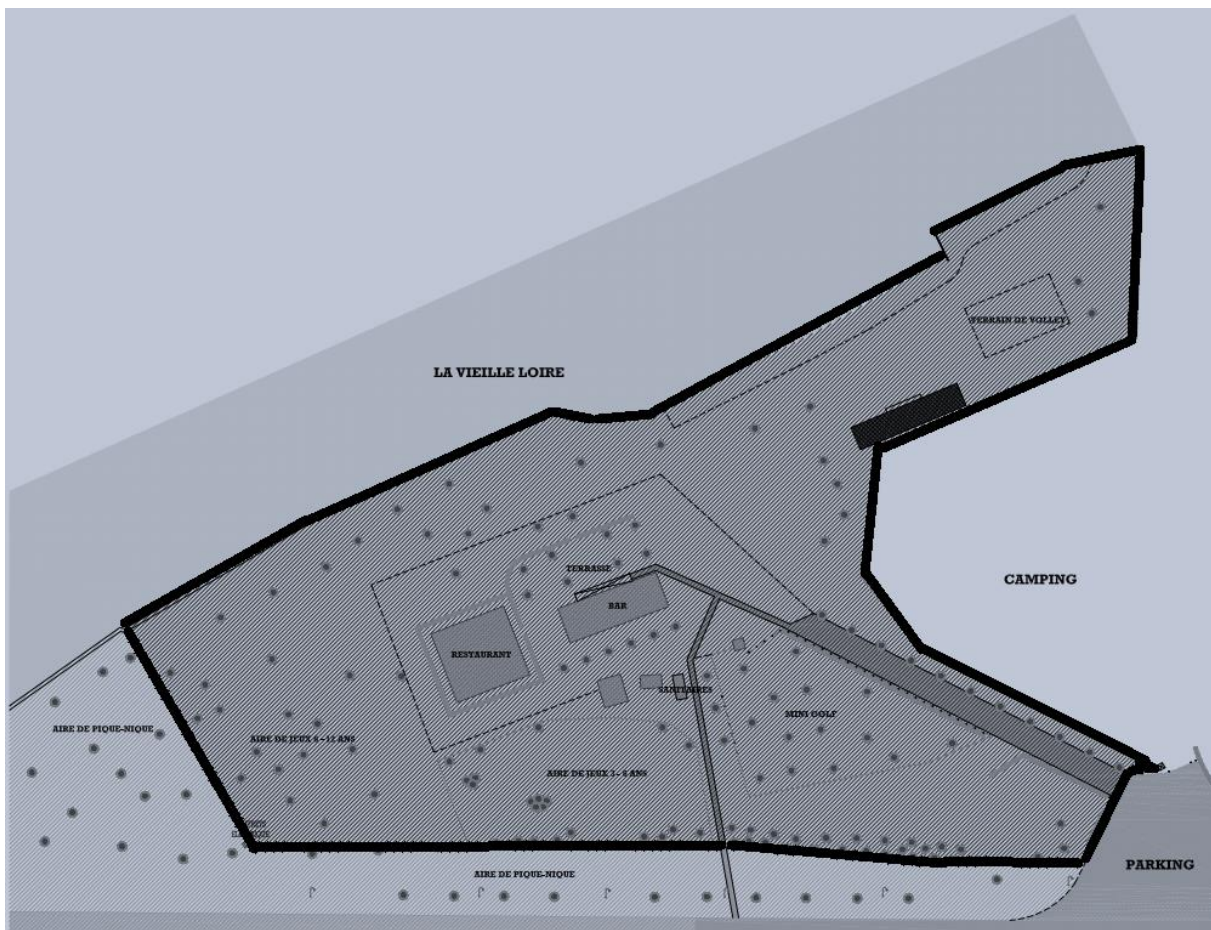 TERRAIN DE VOLLEY
LA VIEILLE LOIRE
TERRASSE
CAMPING
BAR
RESTAURANT
SANITAIRES
MINI GOLF
AIRE DE PIQUE-NIQUE
AIRE DE JEUX 6 - 12 ANS
AIRE DE JEUX 3 - 6 ANS
PARKING
AIRE DE PIQUE-NIQUE